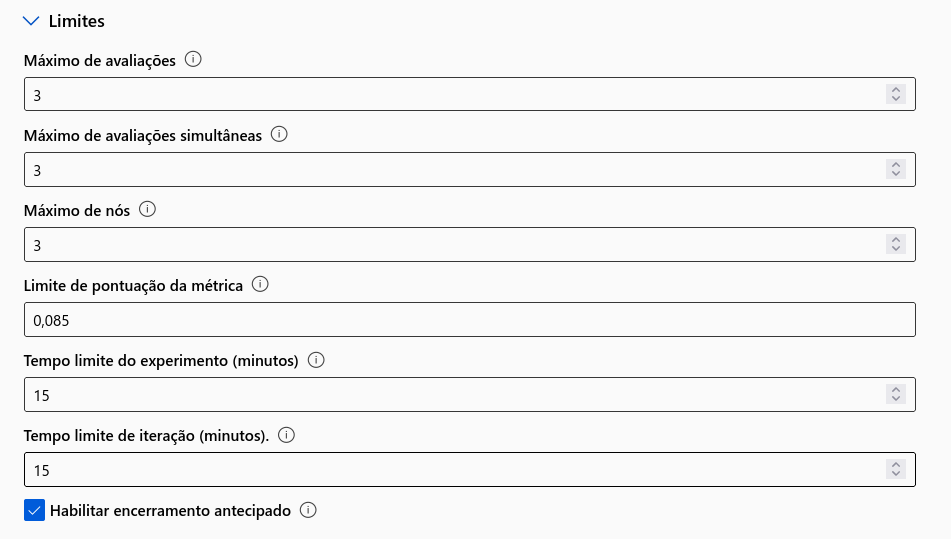 Limites
Máximo de avaliações
3
Máximo de avaliações simultâneas
3
Máximo de nós
3
Limite de pontuação da métrica
0,085
Tempo limite do experimento (minutos)
15
Tempo limite de iteração (minutos).
15
Habilitar encerramento antecipado